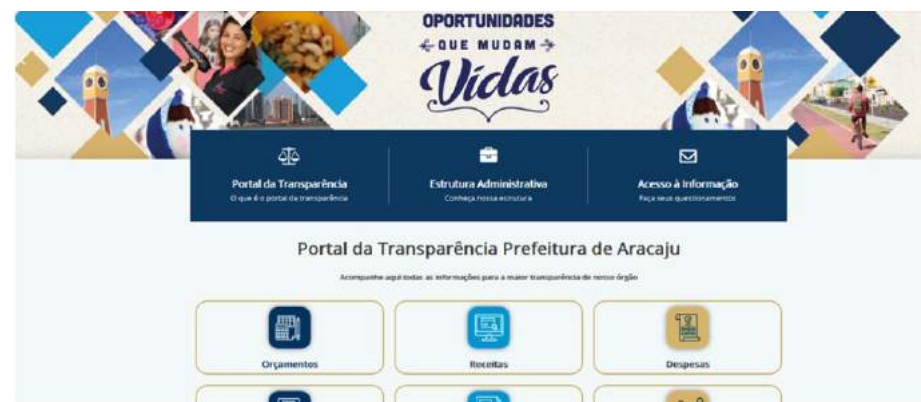 OPORTUNIDADES
QUE MUDAM
Vidas
Portal da Transparência
O que é o portal da transparência
Estrutura Administrativa
Conheça nossa estrutura
Acesso à Informação
Faça seus questionamentos
Portal da Transparência Prefeitura de Aracaju
Acompanhe aqui todas as informações para a maior transparência de nosso órgão
Orçamentos
Receitas
Despesas